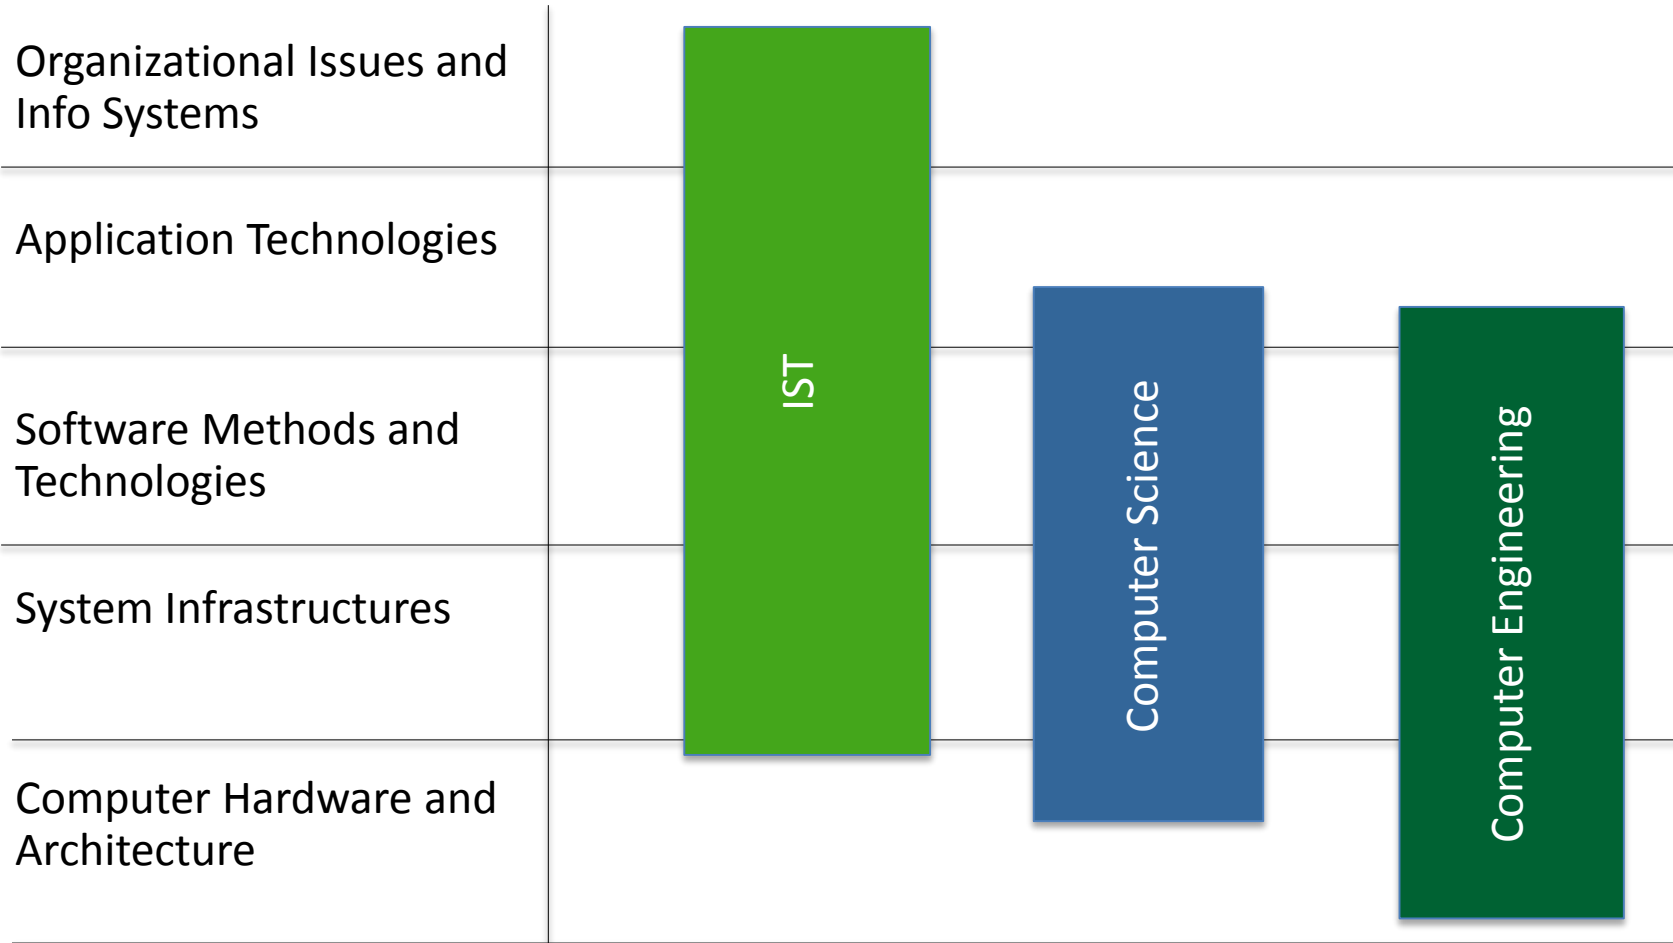 Organizational Issues and
Info Systems
Application Technologies
Software Methods and
Technologies
System Infrastructures
Computer Hardware and
Architecture
IST
Computer Science
Computer Engineering